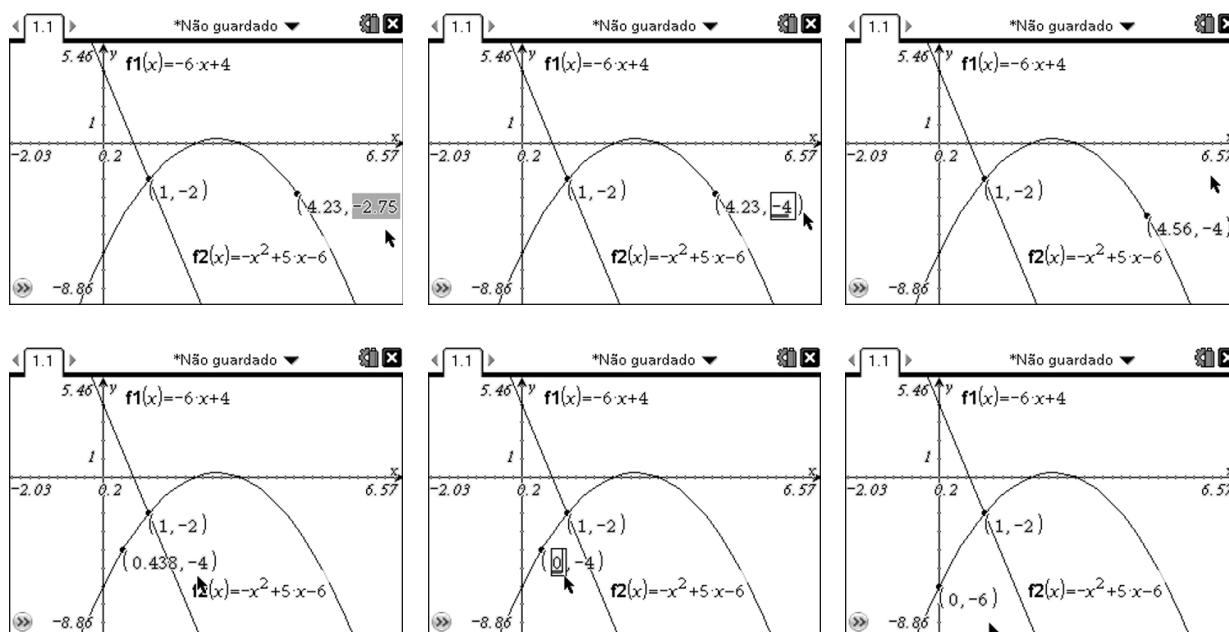 1.1 *Não guardado
5.46 y f1(x)=-6·x+4
1
x
-2.03 0.2 6.57
(1,-2)
(4.23,-2.75
f2(x)=-x²+5·x-6
-8.86
1.1 *Não guardado
5.46 y f1(x)=-6·x+4
1
x
-2.03 0.2 6.57
(1,-2)
(4.23,-4)
f2(x)=-x²+5·x-6
-8.86
1.1 *Não guardado
5.46 y f1(x)=-6·x+4
1
x
-2.03 0.2 6.57
(1,-2)
(4.56,-4)
f2(x)=-x²+5·x-6
-8.86
1.1 *Não guardado
5.46 y f1(x)=-6·x+4
1
x
-2.03 0.2 6.57
(1,-2)
(0.438,-4)
f2(x)=-x²+5·x-6
-8.86
1.1 *Não guardado
5.46 y f1(x)=-6·x+4
1
x
-2.03 0.2 6.57
(1,-2)
(0,-4)
f2(x)=-x²+5·x-6
-8.86
1.1 *Não guardado
5.46 y f1(x)=-6·x+4
1
x
-2.03 0.2 6.57
(1,-2)
(0,-6) f2(x)=-x²+5·x-6
-8.86